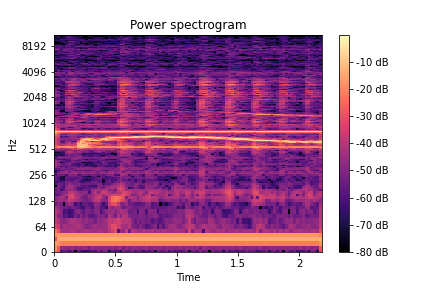 Power spectrogram
8192
4096
2048
1024
512
256
128
64
0
Hz
0
0.5
1
1.5
2
Time
-10 dB
-20 dB
-30 dB
-40 dB
-50 dB
-60 dB
-70 dB
-80 dB